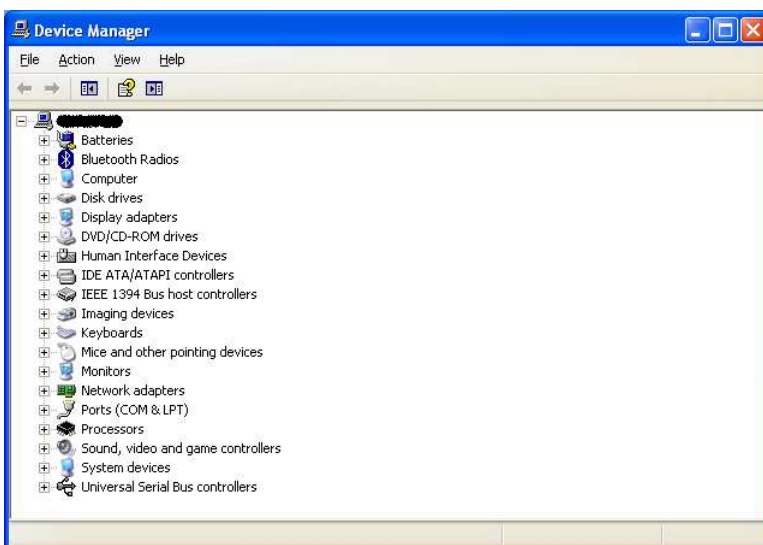 Device Manager
File Action View Help
Batteries
Bluetooth Radios
Computer
Disk drives
Display adapters
DVD/CD-ROM drives
Human Interface Devices
IDE ATA/ATAPI controllers
IEEE 1394 Bus host controllers
Imaging devices
Keyboards
Mice and other pointing devices
Monitors
Network adapters
Ports (COM & LPT)
Processors
Sound, video and game controllers
System devices
Universal Serial Bus controllers